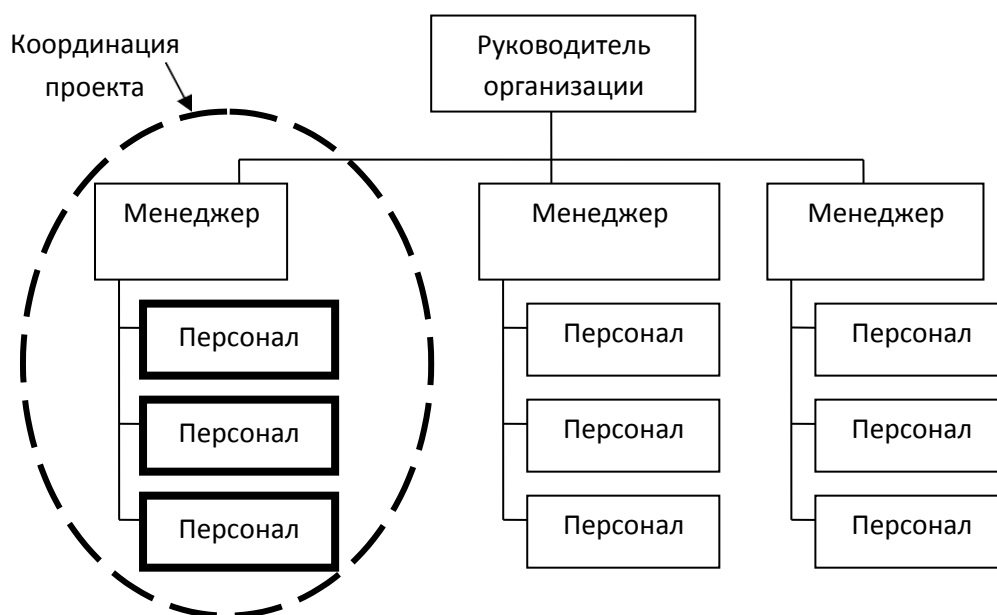 Координация
проекта
Руководитель
организации
Менеджер
Менеджер
Менеджер
Персонал
Персонал
Персонал
Персонал
Персонал
Персонал
Персонал
Персонал
Персонал